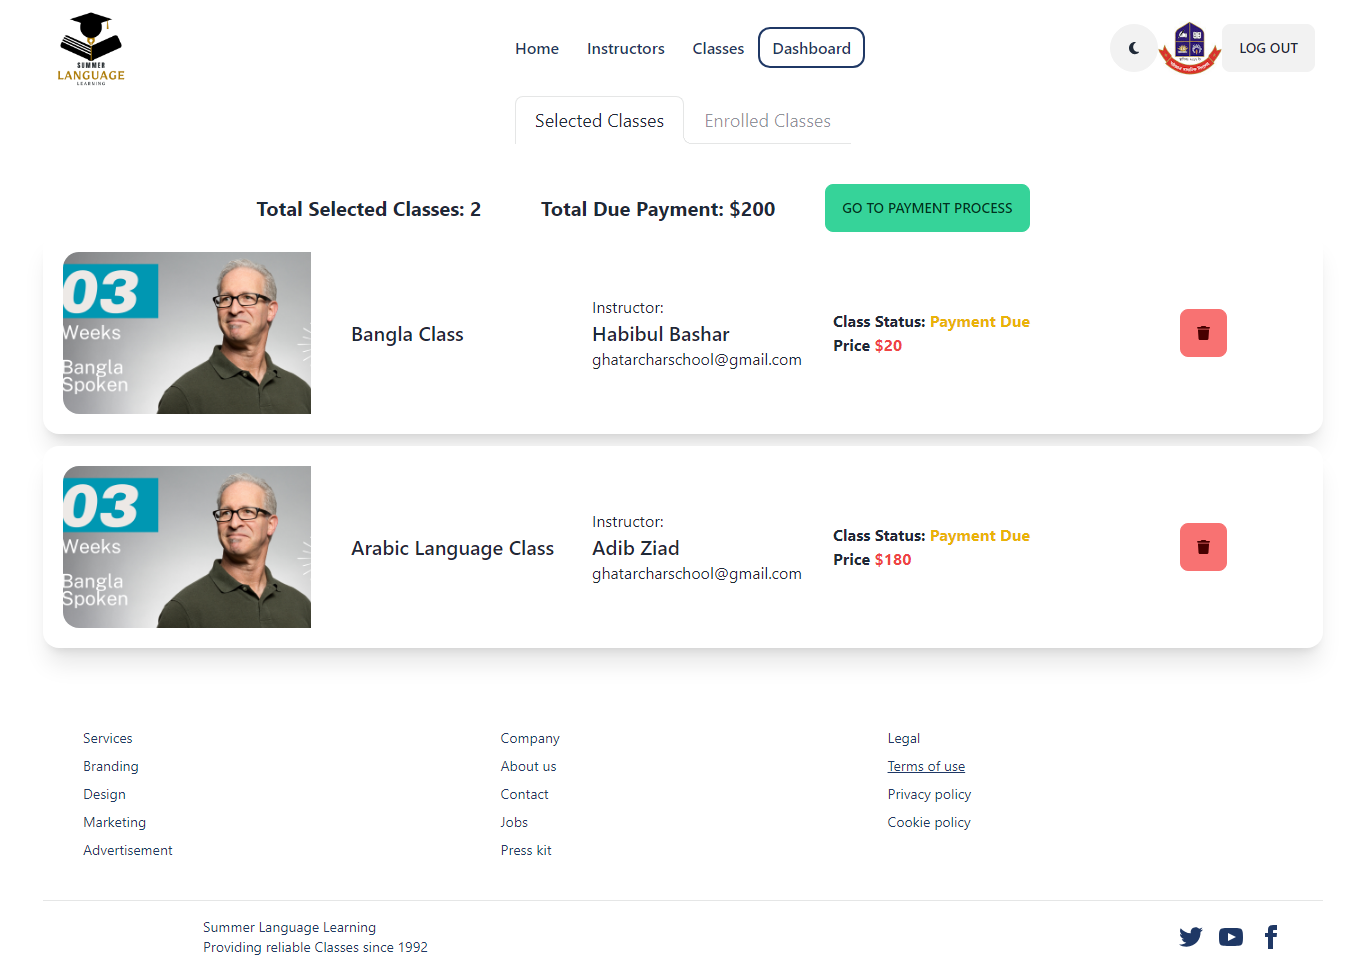 SUMMER
LANGUAGE
LEARNING
Home
Instructors
Classes
Dashboard
LOG OUT
Selected Classes
Enrolled Classes
Total Selected Classes: 2
Total Due Payment: $200
GO TO PAYMENT PROCESS
03
Weeks
Bangla
Spoken
Bangla Class
Instructor:
Habibul Bashar
ghatarcharschool@gmail.com
Class Status: Payment Due
Price $20
03
Weeks
Bangla
Spoken
Arabic Language Class
Instructor:
Adib Ziad
ghatarcharschool@gmail.com
Class Status: Payment Due
Price $180
Services
Branding
Design
Marketing
Advertisement
Company
About us
Contact
Jobs
Press kit
Legal
Terms of use
Privacy policy
Cookie policy
Summer Language Learning
Providing reliable Classes since 1992